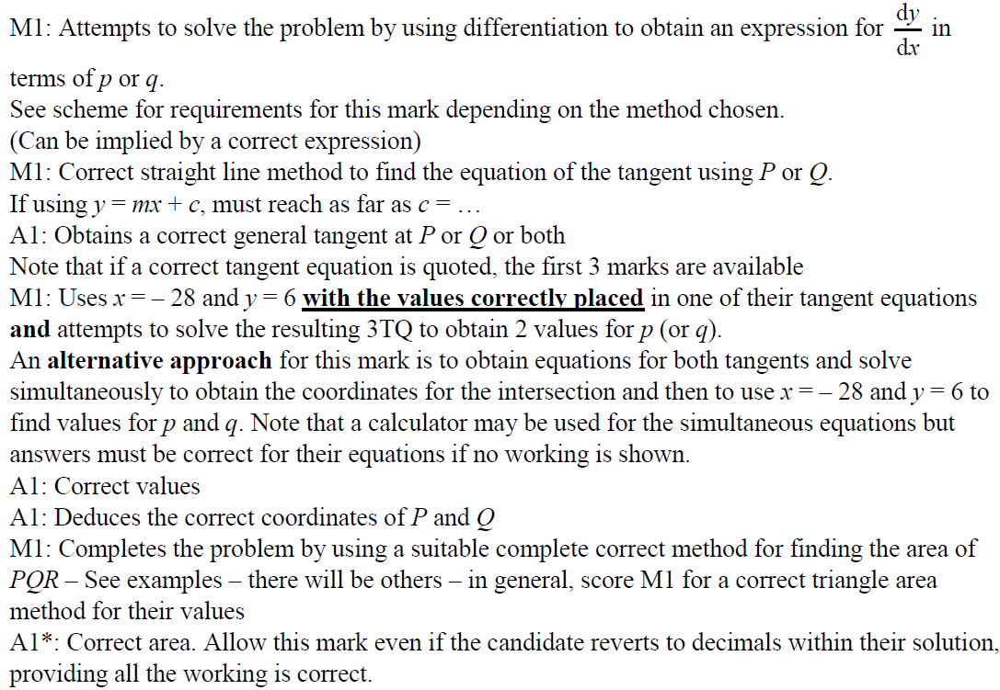 M1: Attempts to solve the problem by using differentiation to obtain an expression for dy/dx in
terms of p or q.
See scheme for requirements for this mark depending on the method chosen.
(Can be implied by a correct expression)
M1: Correct straight line method to find the equation of the tangent using P or Q.
If using y = mx + c, must reach as far as c = …
A1: Obtains a correct general tangent at P or Q or both
Note that if a correct tangent equation is quoted, the first 3 marks are available
M1: Uses x = – 28 and y = 6 with the values correctly placed in one of their tangent equations
and attempts to solve the resulting 3TQ to obtain 2 values for p (or q).
An alternative approach for this mark is to obtain equations for both tangents and solve
simultaneously to obtain the coordinates for the intersection and then to use x = – 28 and y = 6 to
find values for p and q. Note that a calculator may be used for the simultaneous equations but
answers must be correct for their equations if no working is shown.
A1: Correct values
A1: Deduces the correct coordinates of P and Q
M1: Completes the problem by using a suitable complete correct method for finding the area of
PQR – See examples – there will be others – in general, score M1 for a correct triangle area
method for their values
A1*: Correct area. Allow this mark even if the candidate reverts to decimals within their solution,
providing all the working is correct.